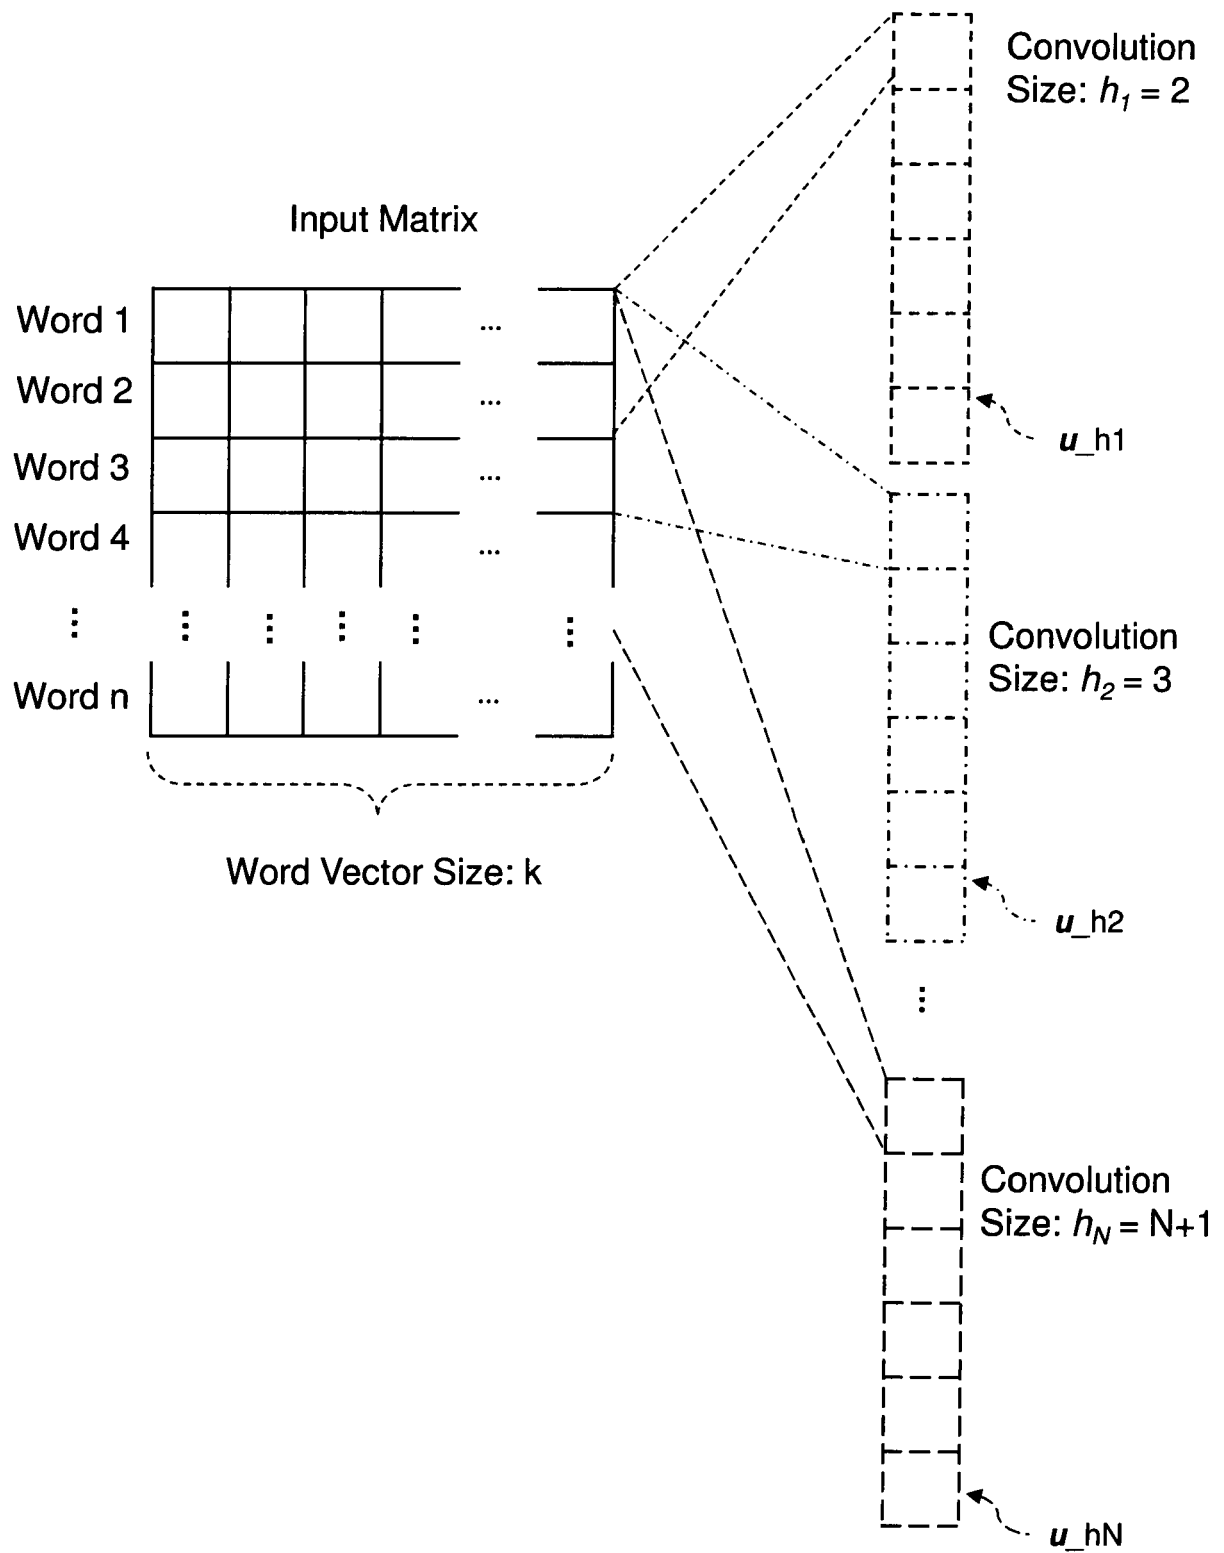 Convolution
Size: h₁ = 2
Input Matrix
Word 1
...
Word 2
...
u_h1
Word 3
...
Word 4
...
⋮ ⋮ ⋮ ⋮ ⋮ ⋮
Convolution
Size: h₂ = 3
Word n
...
Word Vector Size: k
u_h2
⋮
Convolution
Size: h_N = N+1
u_hN